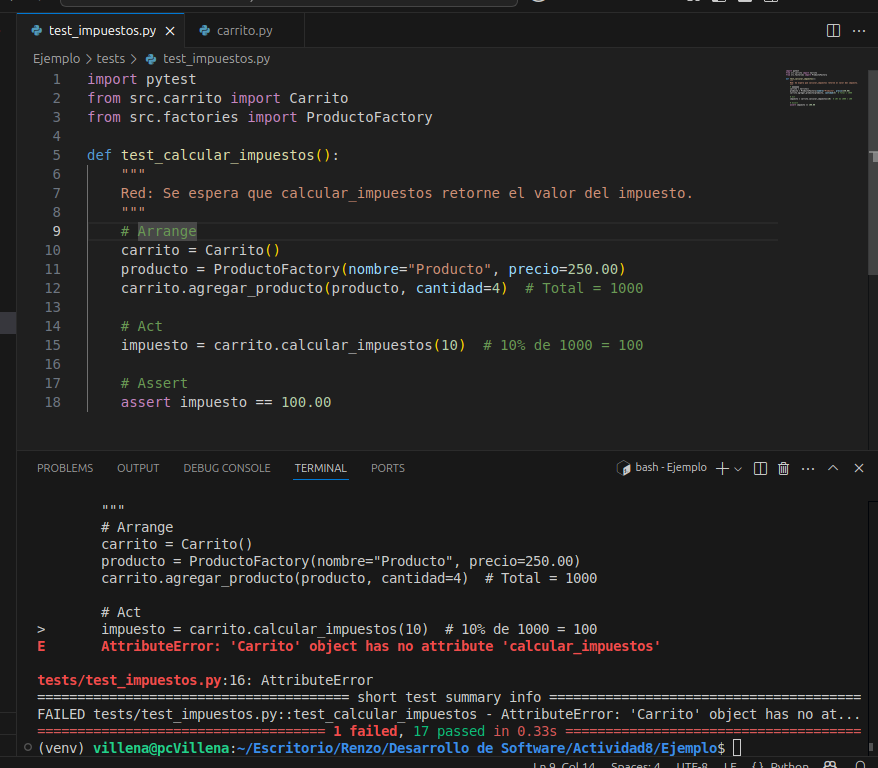 test_impuestos.py
carrito.py
Ejemplo > tests > test_impuestos.py
1 import pytest
2 from src.carrito import Carrito
3 from src.factories import ProductoFactory
4
5 def test_calcular_impuestos():
6 """
7 Red: Se espera que calcular_impuestos retorne el valor del impuesto.
8 """
9 # Arrange
10 carrito = Carrito()
11 producto = ProductoFactory(nombre="Producto", precio=250.00)
12 carrito.agregar_producto(producto, cantidad=4)  # Total = 1000
13
14 # Act
15 impuesto = carrito.calcular_impuestos(10)  # 10% de 1000 = 100
16
17 # Assert
18 assert impuesto == 100.00
PROBLEMS OUTPUT DEBUG CONSOLE TERMINAL PORTS
bash - Ejemplo
"""
# Arrange
carrito = Carrito()
producto = ProductoFactory(nombre="Producto", precio=250.00)
carrito.agregar_producto(producto, cantidad=4)  # Total = 1000
# Act
> impuesto = carrito.calcular_impuestos(10)  # 10% de 1000 = 100
E AttributeError: 'Carrito' object has no attribute 'calcular_impuestos'
tests/test_impuestos.py:16: AttributeError
======================================= short test summary info =======================================
FAILED tests/test_impuestos.py::test_calcular_impuestos - AttributeError: 'Carrito' object has no at...
==================================== 1 failed, 17 passed in 0.33s =====================================
(venv) villena@pcVillena:~/Escritorio/Renzo/Desarrollo de Software/Actividad8/Ejemplo$
Ln 9, Col 14 Spaces: 4 UTF-8 LF {} Python